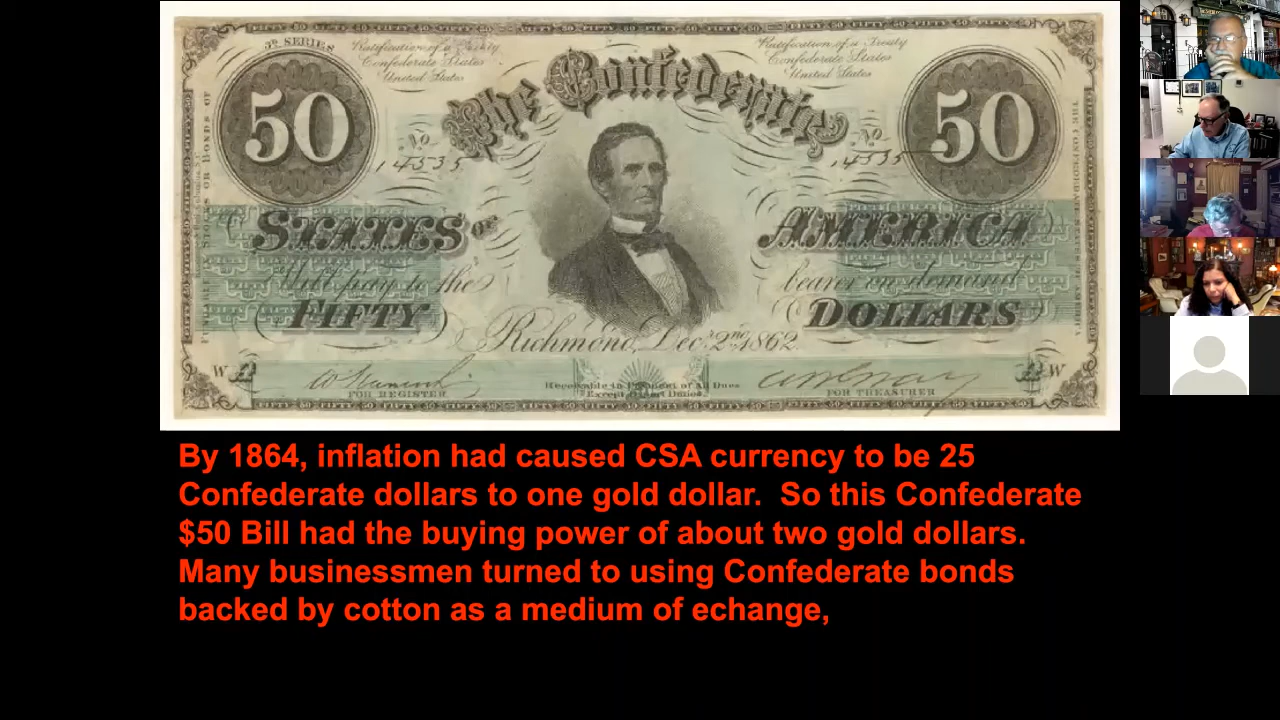 50
3rd SERIES
Ratification of a Treaty
Confederate States
United States
The Confederate
Ratification of a Treaty
Confederate States
United States
50
No
14535
No
14535
STATES OF AMERICA
Will pay to the bearer on demand
FIFTY DOLLARS
Richmond, Dec. 2nd 1862
W
FOR REGISTER
Receivable in Payment of All Dues
Except Export Duties
FOR TREASURER
W
By 1864, inflation had caused CSA currency to be 25
Confederate dollars to one gold dollar.  So this Confederate
$50 Bill had the buying power of about two gold dollars.
Many businessmen turned to using Confederate bonds
backed by cotton as a medium of echange,